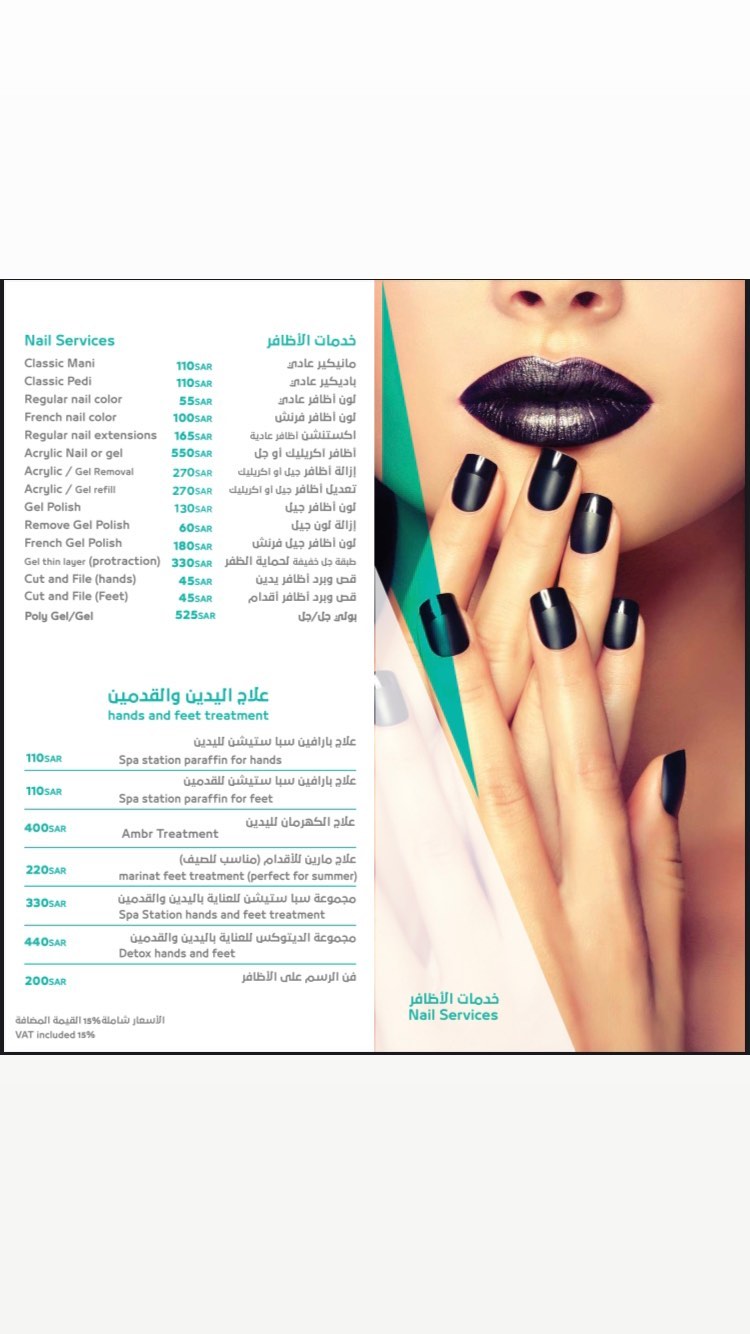 Nail Services خدمات الأظافر
Classic Mani 110SAR مانيكير عادي
Classic Pedi 110SAR باديكير عادي
Regular nail color 55SAR لون أظافر عادي
French nail color 100SAR لون أظافر فرنش
Regular nail extensions 165SAR اكستنشن اظافر عادية
Acrylic Nail or gel 550SAR أظافر اكريليك أو جل
Acrylic / Gel Removal 270SAR إزالة أظافر جيل او اكريليك
Acrylic / Gel refill 270SAR تعديل أظافر جيل او اكريليك
Gel Polish 130SAR لون أظافر جيل
Remove Gel Polish 60SAR إزالة لون جيل
French Gel Polish 180SAR لون أظافر جيل فرنش
Gel thin layer (protraction) 330SAR طبقة جل خفيفة لحماية الظفر
Cut and File (hands) 45SAR قص وبرد أظافر يدين
Cut and File (Feet) 45SAR قص وبرد أظافر أقدام
Poly Gel/Gel 525SAR بولي جل/جل
علاج اليدين والقدمين
hands and feet treatment
علاج بارافين سبا ستيشن لليدين
110SAR Spa station paraffin for hands
علاج بارافين سبا ستيشن للقدمين
110SAR Spa station paraffin for feet
علاج الكهرمان لليدين
400SAR Ambr Treatment
علاج مارين للأقدام (مناسب للصيف)
220SAR marinat feet treatment (perfect for summer)
مجموعة سبا ستيشن للعناية باليدين والقدمين
330SAR Spa Station hands and feet treatment
مجموعة الديتوكس للعناية باليدين والقدمين
440SAR Detox hands and feet
200SAR فن الرسم على الأظافر
الأسعار شاملة 15% القيمة المضافة
VAT included 15%
خدمات الأظافر
Nail Services